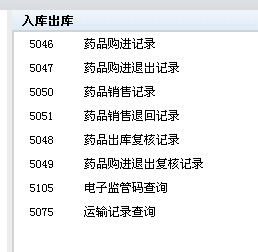 入库出库
5046 药品购进记录
5047 药品购进退出记录
5050 药品销售记录
5051 药品销售退回记录
5048 药品出库复核记录
5049 药品购进退出复核记录
5105 电子监管码查询
5075 运输记录查询